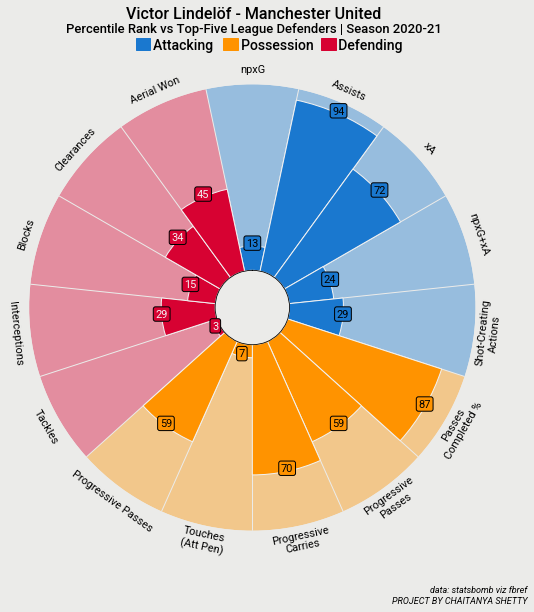 Victor Lindelöf - Manchester United
Percentile Rank vs Top-Five League Defenders | Season 2020-21
Attacking Possession Defending
npxG
Assists
xA
npxG+xA
Shot-Creating
Actions
Passes
Completed %
Progressive
Passes
Progressive
Carries
Touches
(Att Pen)
Progressive Passes
Tackles
Interceptions
Blocks
Clearances
Aerial Won
13
94
72
24
29
87
59
70
7
59
3
29
15
34
45
data: statsbomb viz fbref
PROJECT BY CHAITANYA SHETTY